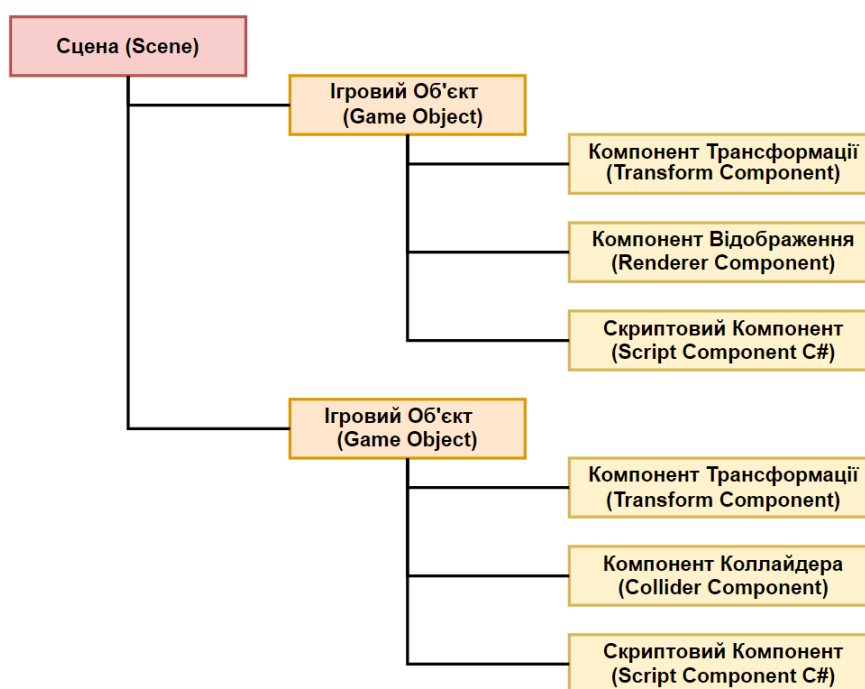 Сцена (Scene)
Ігровий Об'єкт
(Game Object)
Компонент Трансформації
(Transform Component)
Компонент Відображення
(Renderer Component)
Скриптовий Компонент
(Script Component C#)
Ігровий Об'єкт
(Game Object)
Компонент Трансформації
(Transform Component)
Компонент Коллайдера
(Collider Component)
Скриптовий Компонент
(Script Component C#)